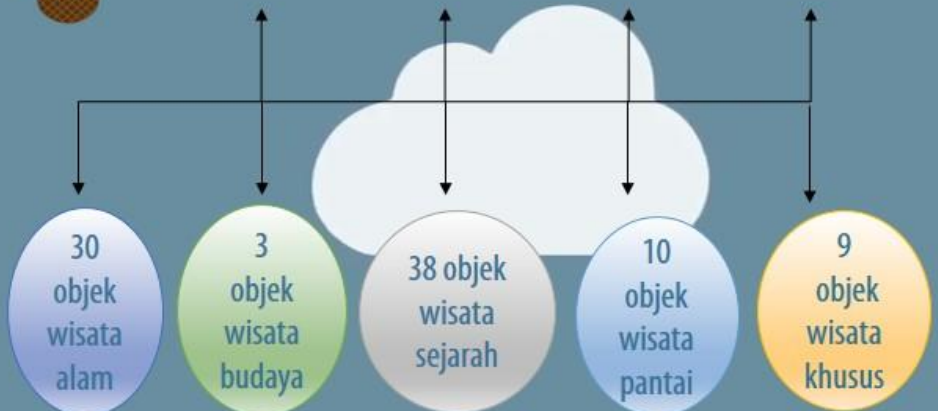 30
objek
wisata
alam
3
objek
wisata
budaya
38 objek
wisata
sejarah
10
objek
wisata
pantai
9
objek
wisata
khusus